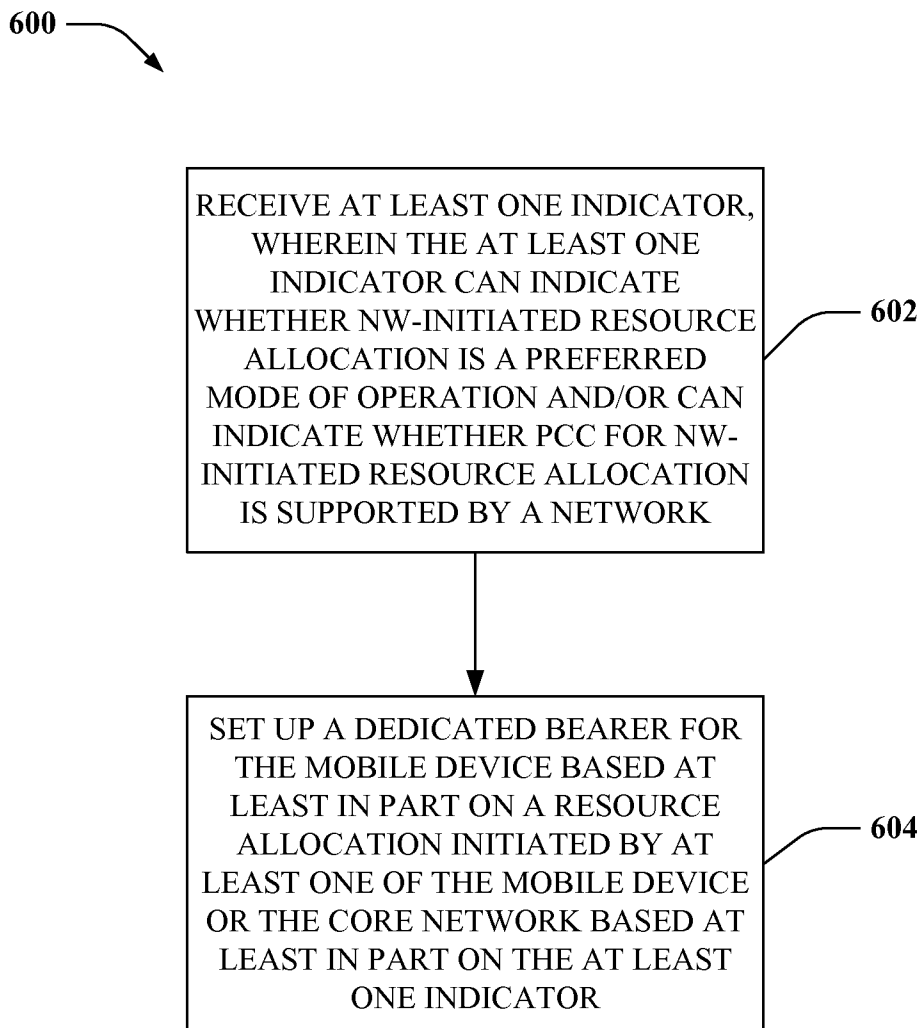 600
RECEIVE AT LEAST ONE INDICATOR,
WHEREIN THE AT LEAST ONE
INDICATOR CAN INDICATE
WHETHER NW-INITIATED RESOURCE
ALLOCATION IS A PREFERRED
MODE OF OPERATION AND/OR CAN
INDICATE WHETHER PCC FOR NW-
INITIATED RESOURCE ALLOCATION
IS SUPPORTED BY A NETWORK
602
SET UP A DEDICATED BEARER FOR
THE MOBILE DEVICE BASED AT
LEAST IN PART ON A RESOURCE
ALLOCATION INITIATED BY AT
LEAST ONE OF THE MOBILE DEVICE
OR THE CORE NETWORK BASED AT
LEAST IN PART ON THE AT LEAST
ONE INDICATOR
604